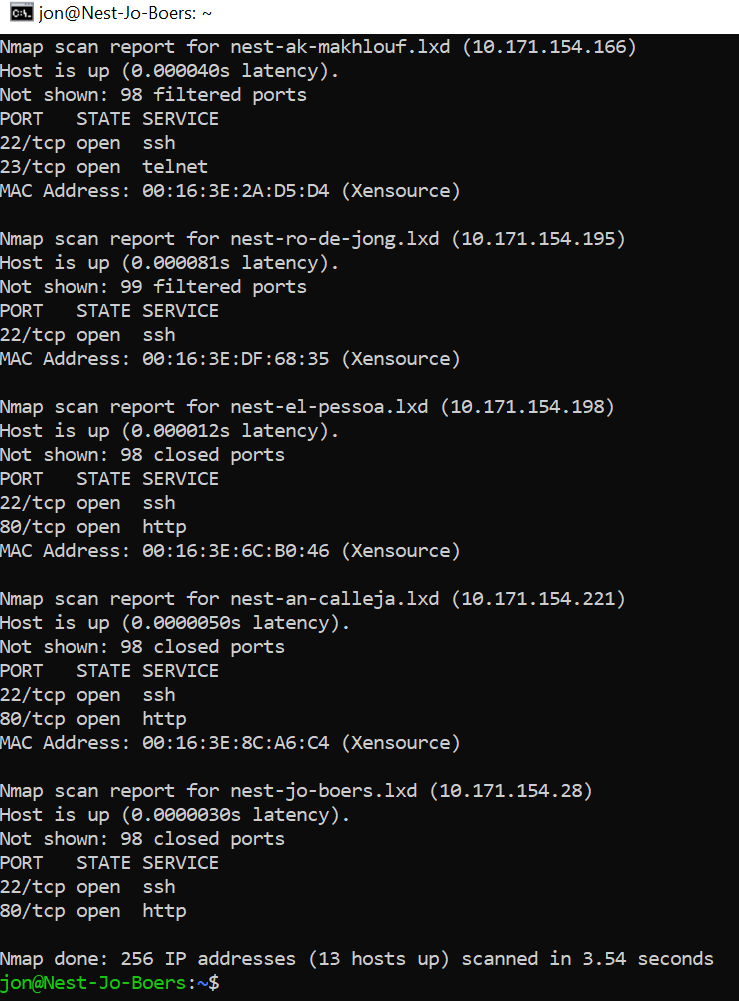 jon@Nest-Jo-Boers: ~
Nmap scan report for nest-ak-makhlouf.lxd (10.171.154.166)
Host is up (0.000040s latency).
Not shown: 98 filtered ports
PORT   STATE SERVICE
22/tcp open  ssh
23/tcp open  telnet
MAC Address: 00:16:3E:2A:D5:D4 (Xensource)

Nmap scan report for nest-ro-de-jong.lxd (10.171.154.195)
Host is up (0.000081s latency).
Not shown: 99 filtered ports
PORT   STATE SERVICE
22/tcp open  ssh
MAC Address: 00:16:3E:DF:68:35 (Xensource)

Nmap scan report for nest-el-pessoa.lxd (10.171.154.198)
Host is up (0.000012s latency).
Not shown: 98 closed ports
PORT   STATE SERVICE
22/tcp open  ssh
80/tcp open  http
MAC Address: 00:16:3E:6C:B0:46 (Xensource)

Nmap scan report for nest-an-calleja.lxd (10.171.154.221)
Host is up (0.0000050s latency).
Not shown: 98 closed ports
PORT   STATE SERVICE
22/tcp open  ssh
80/tcp open  http
MAC Address: 00:16:3E:8C:A6:C4 (Xensource)

Nmap scan report for nest-jo-boers.lxd (10.171.154.28)
Host is up (0.0000030s latency).
Not shown: 98 closed ports
PORT   STATE SERVICE
22/tcp open  ssh
80/tcp open  http

Nmap done: 256 IP addresses (13 hosts up) scanned in 3.54 seconds
jon@Nest-Jo-Boers:~$